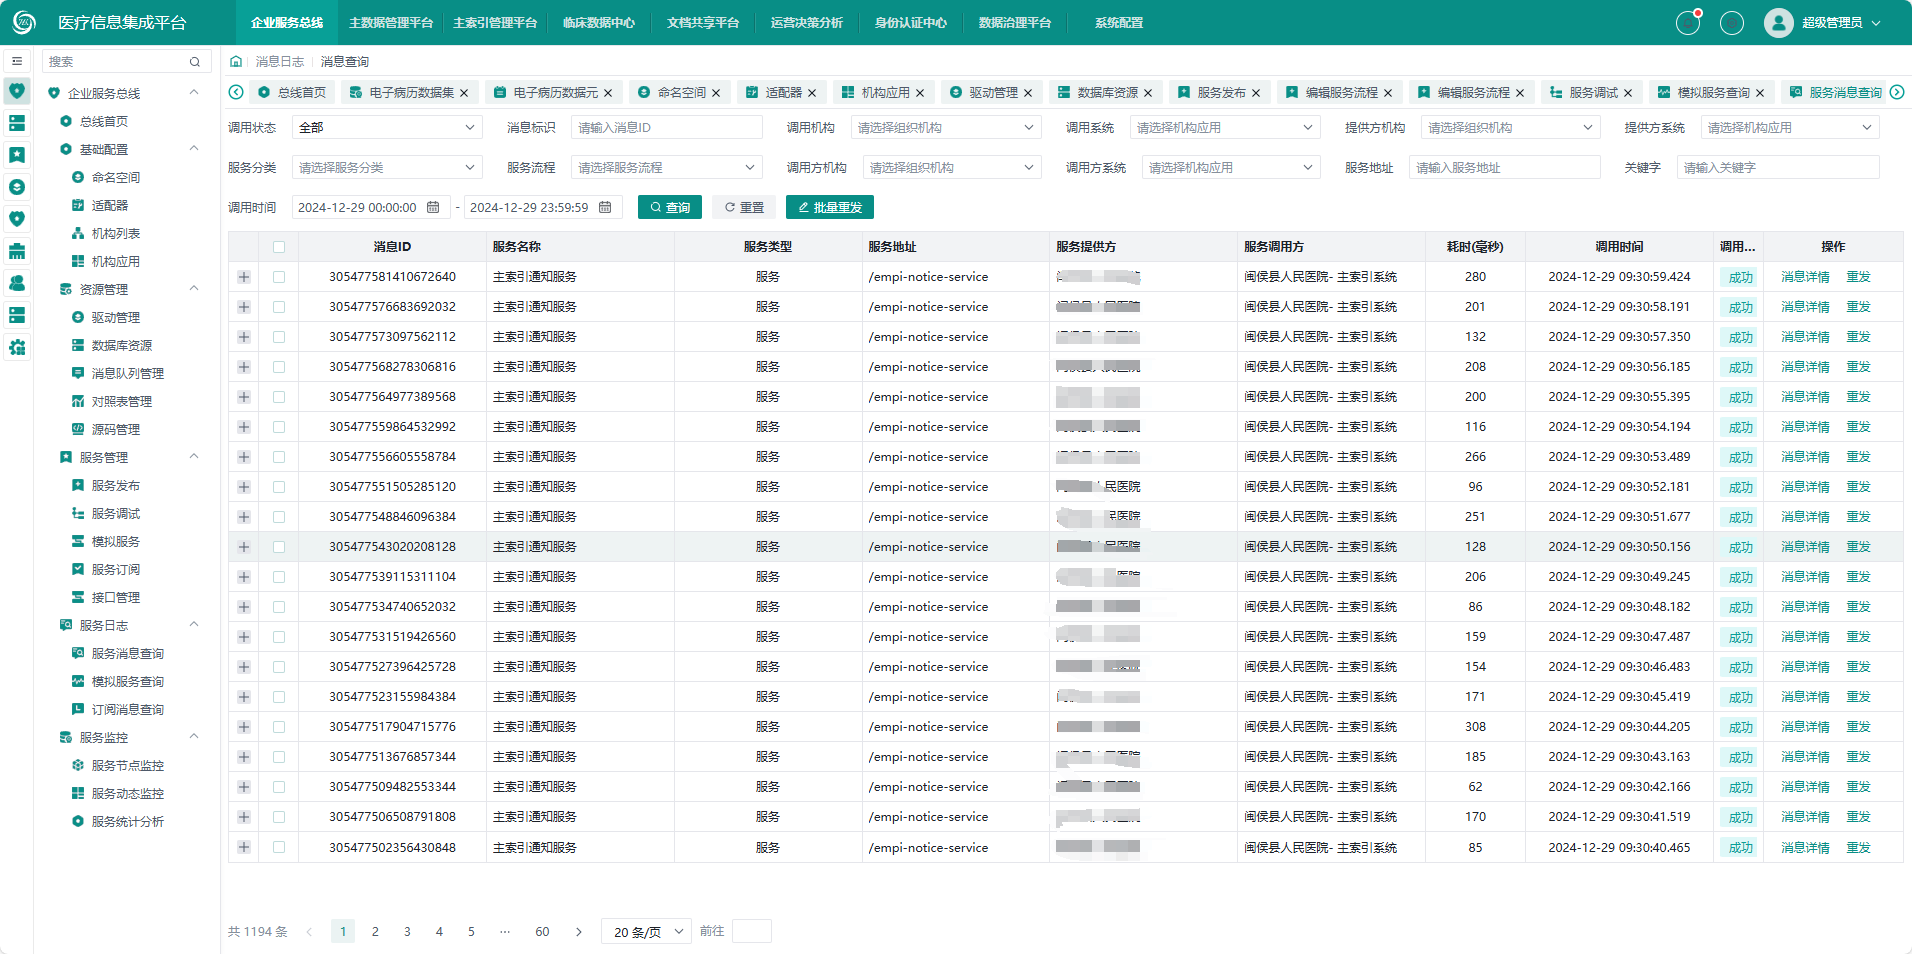 医疗信息集成平台 企业服务总线 主数据管理平台 主索引管理平台 临床数据中心 文档共享平台 运营决策分析 身份认证中心 数据治理平台 系统配置 超级管理员
搜索
企业服务总线
总线首页
基础配置
命名空间
适配器
机构列表
机构应用
资源管理
驱动管理
数据库资源
消息队列管理
对照表管理
源码管理
服务管理
服务发布
服务调试
模拟服务
服务订阅
接口管理
服务日志
服务消息查询
模拟服务查询
订阅消息查询
服务监控
服务节点监控
服务动态监控
服务统计分析
消息日志 消息查询
总线首页 电子病历数据集 电子病历数据元 命名空间 适配器 机构应用 驱动管理 数据库资源 服务发布 编辑服务流程 编辑服务流程 服务调试 模拟服务查询 服务消息查询
调用状态 全部 消息标识 请输入消息ID 调用机构 请选择组织机构 调用系统 请选择机构应用 提供方机构 请选择组织机构 提供方系统 请选择机构应用
服务分类 请选择服务分类 服务流程 请选择服务流程 调用方机构 请选择组织机构 调用方系统 请选择机构应用 服务地址 请输入服务地址 关键字 请输入关键字
调用时间 2024-12-29 00:00:00 - 2024-12-29 23:59:59 查询 重置 批量重发
消息ID 服务名称 服务类型 服务地址 服务提供方 服务调用方 耗时(毫秒) 调用时间 调用... 操作
305477581410672640 主索引通知服务 服务 /empi-notice-service 闽侯县人民医院- 主索引系统 280 2024-12-29 09:30:59.424 成功 消息详情 重发
305477576683692032 主索引通知服务 服务 /empi-notice-service 闽侯县人民医院- 主索引系统 201 2024-12-29 09:30:58.191 成功 消息详情 重发
305477573097562112 主索引通知服务 服务 /empi-notice-service 闽侯县人民医院- 主索引系统 132 2024-12-29 09:30:57.350 成功 消息详情 重发
305477568278306816 主索引通知服务 服务 /empi-notice-service 闽侯县人民医院- 主索引系统 208 2024-12-29 09:30:56.185 成功 消息详情 重发
305477564977389568 主索引通知服务 服务 /empi-notice-service 闽侯县人民医院- 主索引系统 200 2024-12-29 09:30:55.395 成功 消息详情 重发
305477559864532992 主索引通知服务 服务 /empi-notice-service 闽侯县人民医院- 主索引系统 116 2024-12-29 09:30:54.194 成功 消息详情 重发
305477556605558784 主索引通知服务 服务 /empi-notice-service 闽侯县人民医院- 主索引系统 266 2024-12-29 09:30:53.489 成功 消息详情 重发
305477551505285120 主索引通知服务 服务 /empi-notice-service 民医院 闽侯县人民医院- 主索引系统 96 2024-12-29 09:30:52.181 成功 消息详情 重发
305477548846096384 主索引通知服务 服务 /empi-notice-service 医院 闽侯县人民医院- 主索引系统 251 2024-12-29 09:30:51.677 成功 消息详情 重发
305477543020208128 主索引通知服务 服务 /empi-notice-service 民医院 闽侯县人民医院- 主索引系统 128 2024-12-29 09:30:50.156 成功 消息详情 重发
305477539115311104 主索引通知服务 服务 /empi-notice-service 医院 闽侯县人民医院- 主索引系统 206 2024-12-29 09:30:49.245 成功 消息详情 重发
305477534740652032 主索引通知服务 服务 /empi-notice-service 闽侯县人民医院- 主索引系统 86 2024-12-29 09:30:48.182 成功 消息详情 重发
305477531519426560 主索引通知服务 服务 /empi-notice-service 闽侯县人民医院- 主索引系统 159 2024-12-29 09:30:47.487 成功 消息详情 重发
305477527396425728 主索引通知服务 服务 /empi-notice-service 闽侯县人民医院- 主索引系统 154 2024-12-29 09:30:46.483 成功 消息详情 重发
305477523155984384 主索引通知服务 服务 /empi-notice-service 闽侯县人民医院- 主索引系统 171 2024-12-29 09:30:45.419 成功 消息详情 重发
305477517904715776 主索引通知服务 服务 /empi-notice-service 闽侯县人民医院- 主索引系统 308 2024-12-29 09:30:44.205 成功 消息详情 重发
305477513676857344 主索引通知服务 服务 /empi-notice-service 闽侯县人民医院- 主索引系统 185 2024-12-29 09:30:43.163 成功 消息详情 重发
305477509482553344 主索引通知服务 服务 /empi-notice-service 闽侯县人民医院- 主索引系统 62 2024-12-29 09:30:42.166 成功 消息详情 重发
305477506508791808 主索引通知服务 服务 /empi-notice-service 闽侯县人民医院- 主索引系统 170 2024-12-29 09:30:41.519 成功 消息详情 重发
305477502356430848 主索引通知服务 服务 /empi-notice-service 闽侯县人民医院- 主索引系统 85 2024-12-29 09:30:40.465 成功 消息详情 重发
共 1194 条 1 2 3 4 5 ... 60 20 条/页 前往